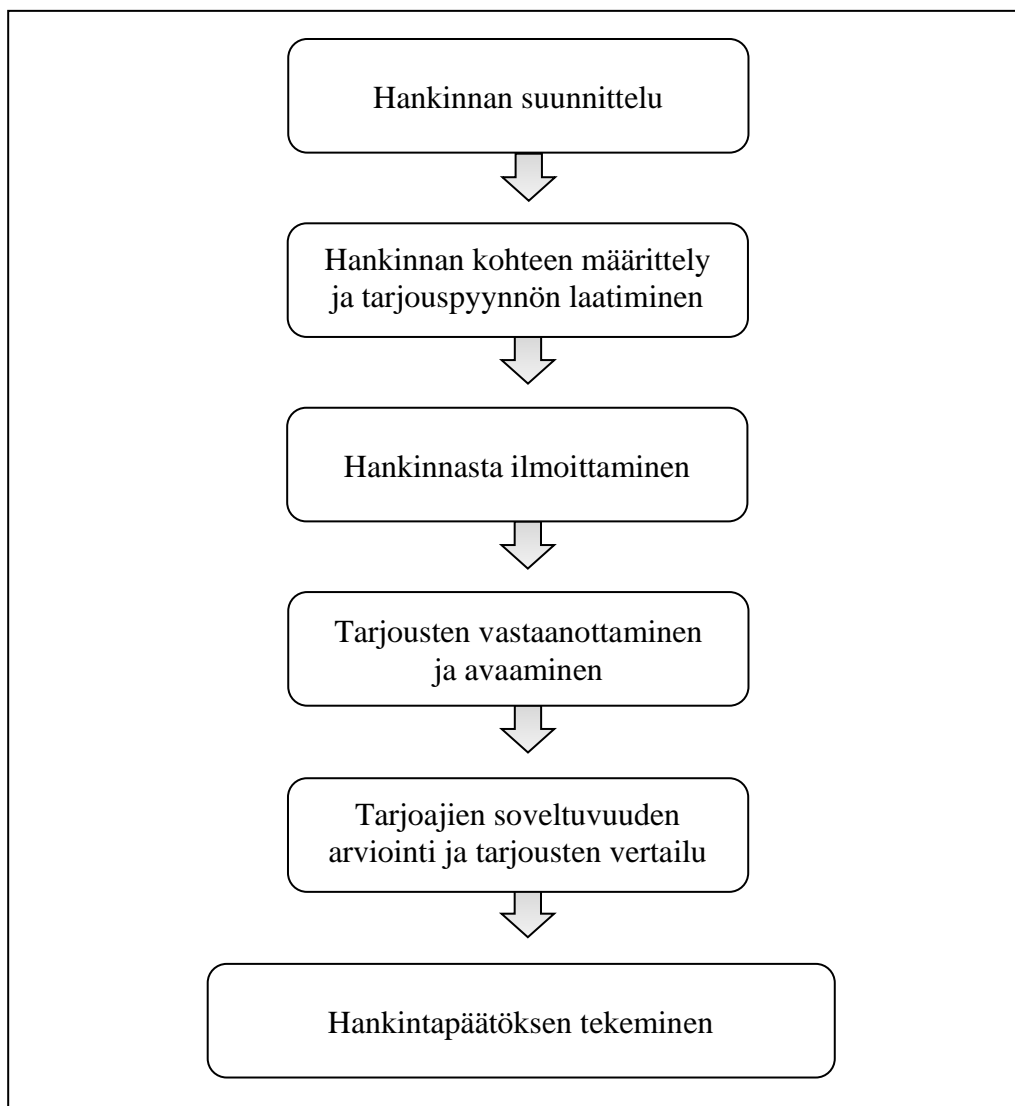 Hankinnan suunnittelu
Hankinnan kohteen määrittely
ja tarjouspyynnön laatiminen
Hankinnasta ilmoittaminen
Tarjousten vastaanottaminen
ja avaaminen
Tarjoajien soveltuvuuden
arviointi ja tarjousten vertailu
Hankintapäätöksen tekeminen